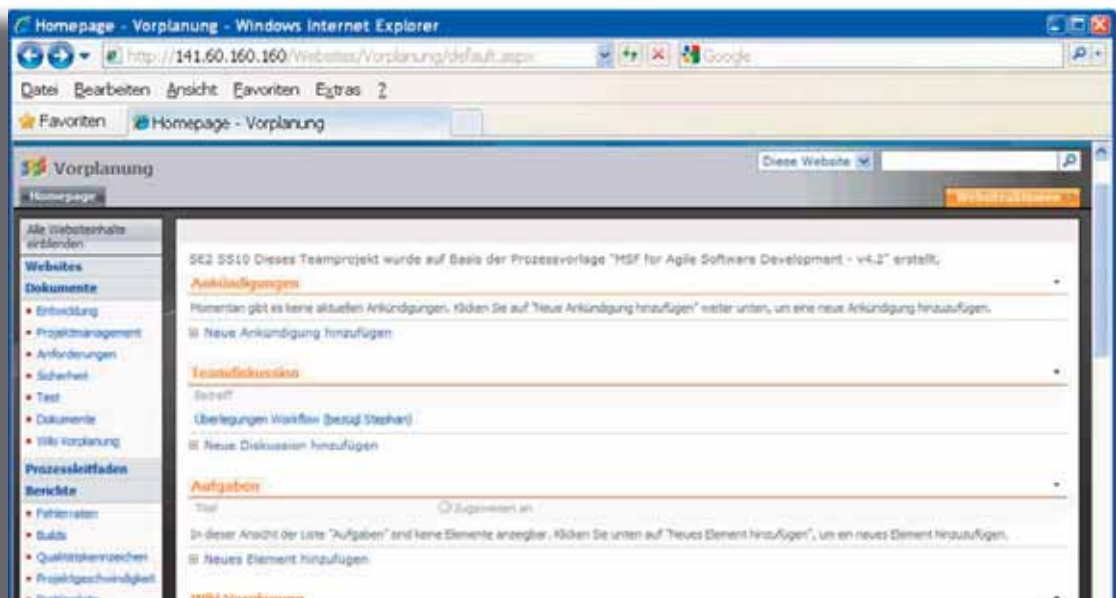 Homepage - Vorplanung - Windows Internet Explorer
http://141.60.160.160/Websites/Vorplanung/default.aspx
Google
Datei Bearbeiten Ansicht Favoriten Extras ?
Favoriten
Homepage - Vorplanung
Vorplanung
Diese Website
Homepage
Websiteaktionen
Alle Websiteinhalte
einblenden
Websites
Dokumente
Entwicklung
Projektmanagement
Anforderungen
Sicherheit
Test
Dokumente
Wiki Vorplanung
Prozessleitfaden
Berichte
Fehlerraten
Builds
Qualitätskennzeichen
Projektgeschwindigkeit
SE2 SS10 Dieses Teamprojekt wurde auf Basis der Prozessvorlage "MSF for Agile Software Development - v4.2" erstellt.
Ankündigungen
Momentan gibt es keine aktuellen Ankündigungen. Klicken Sie auf "Neue Ankündigung hinzufügen" weiter unten, um eine neue Ankündigung hinzuzufügen.
Neue Ankündigung hinzufügen
Teamdiskussion
Betreff
Überlegungen Workflow (bezügl Stephan)
Neue Diskussion hinzufügen
Aufgaben
Titel Zugewiesen an
In dieser Ansicht der Liste "Aufgaben" sind keine Elemente anzeigbar. Klicken Sie unten auf "Neues Element hinzufügen", um ein neues Element hinzuzufügen.
Neues Element hinzufügen
Wiki Vorplanung